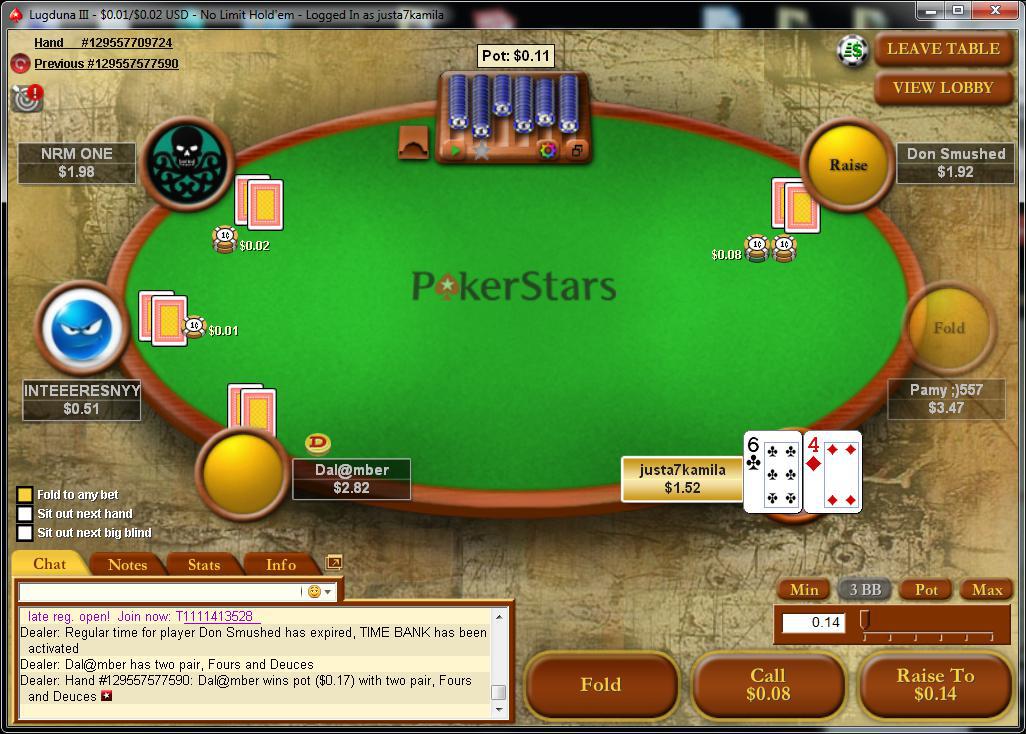 Lugduna III - $0.01/$0.02 USD - No Limit Hold'em - Logged In as justa7kamila
Hand #129557709724
Previous #129557577590
Pot: $0.11
LEAVE TABLE
VIEW LOBBY
NRM ONE
$1.98
$0.02
Raise
Don Smushed
$1.92
$0.08
PokerStars
INTEEERESNYY
$0.51
$0.01
Fold
Pamy ;)557
$3.47
D
Dal@mber
$2.82
justa7kamila
$1.52
6
4
Fold to any bet
Sit out next hand
Sit out next big blind
Chat Notes Stats Info
late reg. open! Join now: T1111413528
Dealer: Regular time for player Don Smushed has expired, TIME BANK has been
activated
Dealer: Dal@mber has two pair, Fours and Deuces
Dealer: Hand #129557577590: Dal@mber wins pot ($0.17) with two pair, Fours
and Deuces
Min 3 BB Pot Max
0.14
Fold
Call
$0.08
Raise To
$0.14